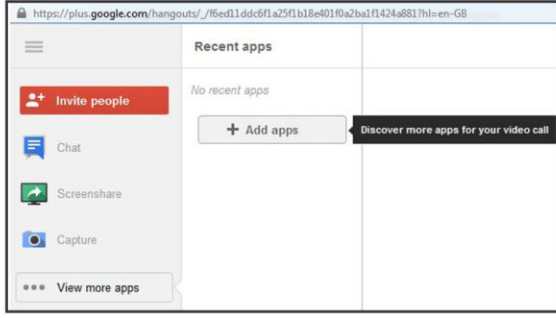 https://plus.google.com/hangouts/_/f6ed11ddc6f1a25f1b18e401f0a2ba1f1424a881?hl=en-GB
Recent apps
No recent apps
Invite people
+ Add apps
Discover more apps for your video call
Chat
Screenshare
Capture
View more apps